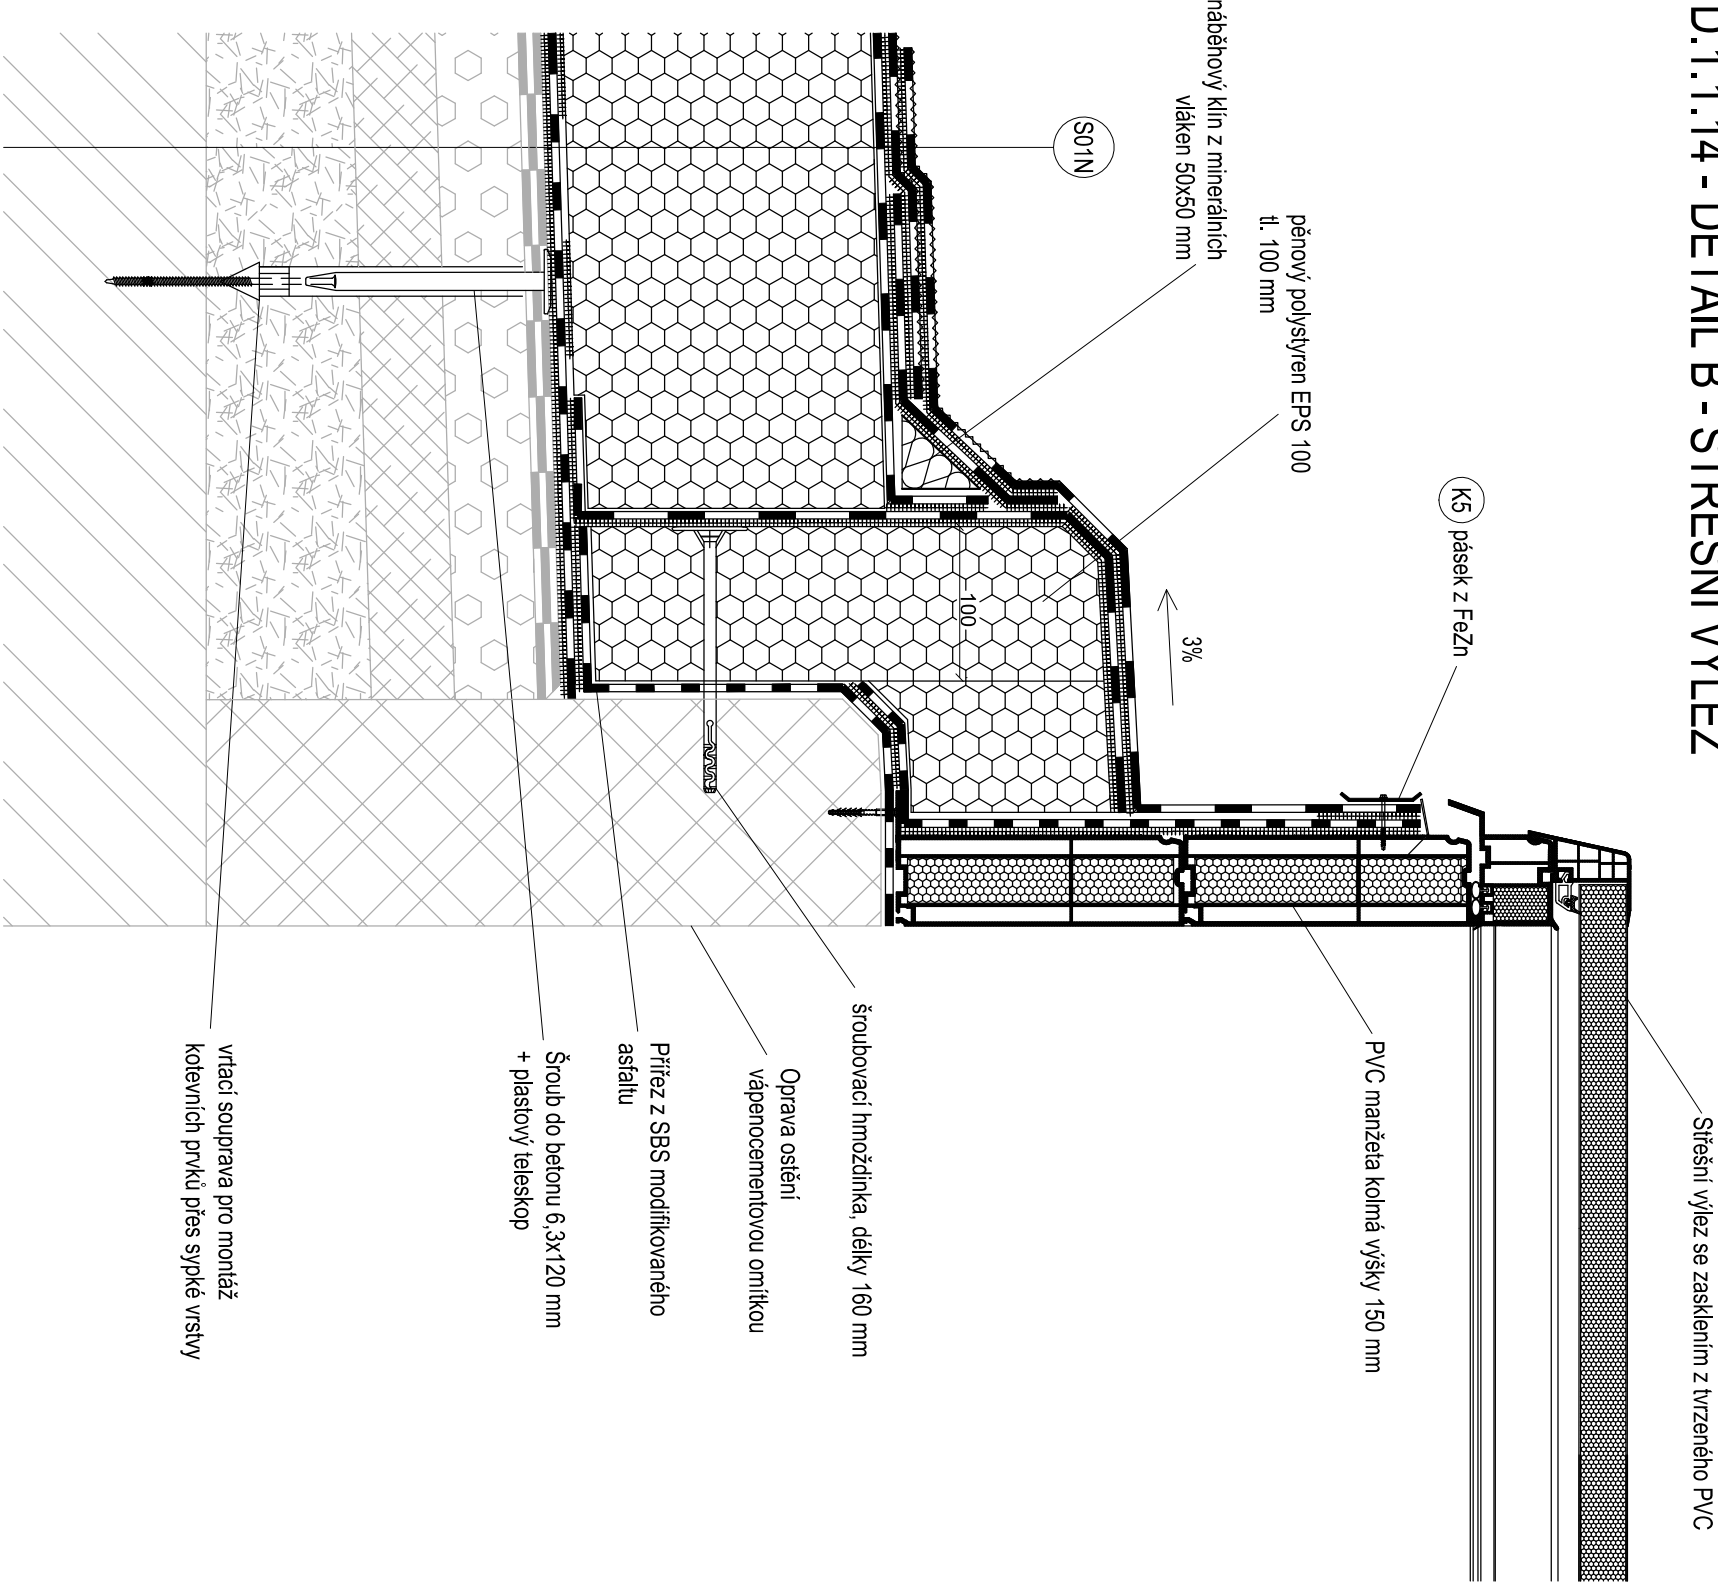 D.1.1.14 - DETAIL B - STŘEŠNÍ VÝLEZ
Střešní výlez se zasklením z tvrzeného PVC
K5 pásek z FeZn
PVC manžeta kolmá výšky 150 mm
pěnový polystyren EPS 100
tl. 100 mm
náběhový klín z minerálních
vláken 50x50 mm
3%
S01N
100
šroubovací hmoždinka, délky 160 mm
Oprava ostění
vápenocementovou omítkou
Přířez z SBS modifikovaného
asfaltu
Šroub do betonu 6,3x120 mm
+ plastový teleskop
vrtací souprava pro montáž
kotevních prvků přes sypké vrstvy